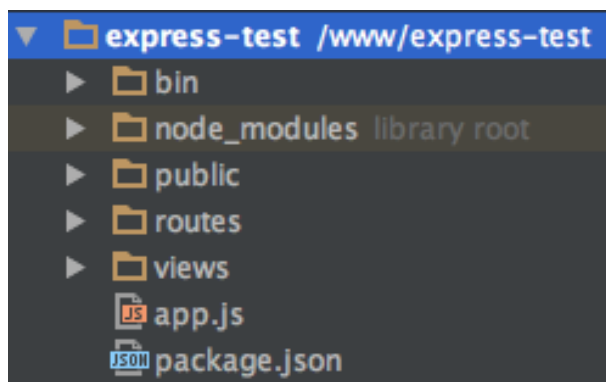 express-test /www/express-test
bin
node_modules library root
public
routes
views
JS app.js
JSON package.json